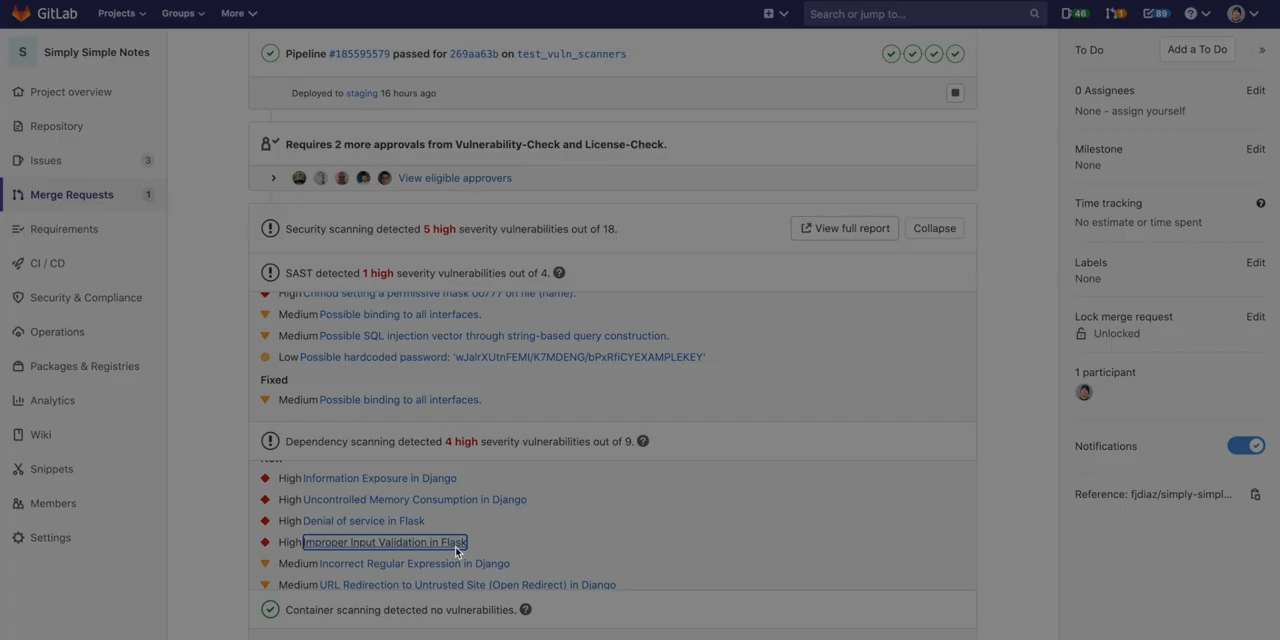 GitLab Projects Groups More Search or jump to... 46 1 89
S Simply Simple Notes
Project overview
Repository
Issues 3
Merge Requests 1
Requirements
CI / CD
Security & Compliance
Operations
Packages & Registries
Analytics
Wiki
Snippets
Members
Settings
Pipeline #185595579 passed for 269aa63b on test_vuln_scanners
Deployed to staging 16 hours ago
Requires 2 more approvals from Vulnerability-Check and License-Check.
View eligible approvers
Security scanning detected 5 high severity vulnerabilities out of 18. View full report Collapse
SAST detected 1 high severity vulnerabilities out of 4.
High Chmod setting a permissive mask 0o777 on file (name).
Medium Possible binding to all interfaces.
Medium Possible SQL injection vector through string-based query construction.
Low Possible hardcoded password: 'wJalrXUtnFEMI/K7MDENG/bPxRfiCYEXAMPLEKEY'
Fixed
Medium Possible binding to all interfaces.
Dependency scanning detected 4 high severity vulnerabilities out of 9.
New
High Information Exposure in Django
High Uncontrolled Memory Consumption in Django
High Denial of service in Flask
High Improper Input Validation in Flask
Medium Incorrect Regular Expression in Django
Medium URL Redirection to Untrusted Site (Open Redirect) in Django
Container scanning detected no vulnerabilities.
To Do Add a To Do »
0 Assignees Edit
None - assign yourself
Milestone Edit
None
Time tracking
No estimate or time spent
Labels Edit
None
Lock merge request Edit
Unlocked
1 participant
Notifications
Reference: fjdiaz/simply-simpl...